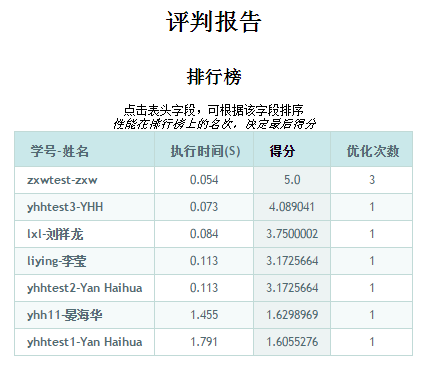 评判报告
排行榜
点击表头字段，可根据该字段排序
性能在排行榜上的名次，决定最后得分
学号-姓名 执行时间(S) 得分 优化次数
zxwtest-zxw 0.054 5.0 3
yhhtest3-YHH 0.073 4.089041 1
lxl-刘祥龙 0.084 3.7500002 1
liying-李莹 0.113 3.1725664 1
yhhtest2-Yan Haihua 0.113 3.1725664 1
yhh11-晏海华 1.455 1.6298969 1
yhhtest1-Yan Haihua 1.791 1.6055276 1